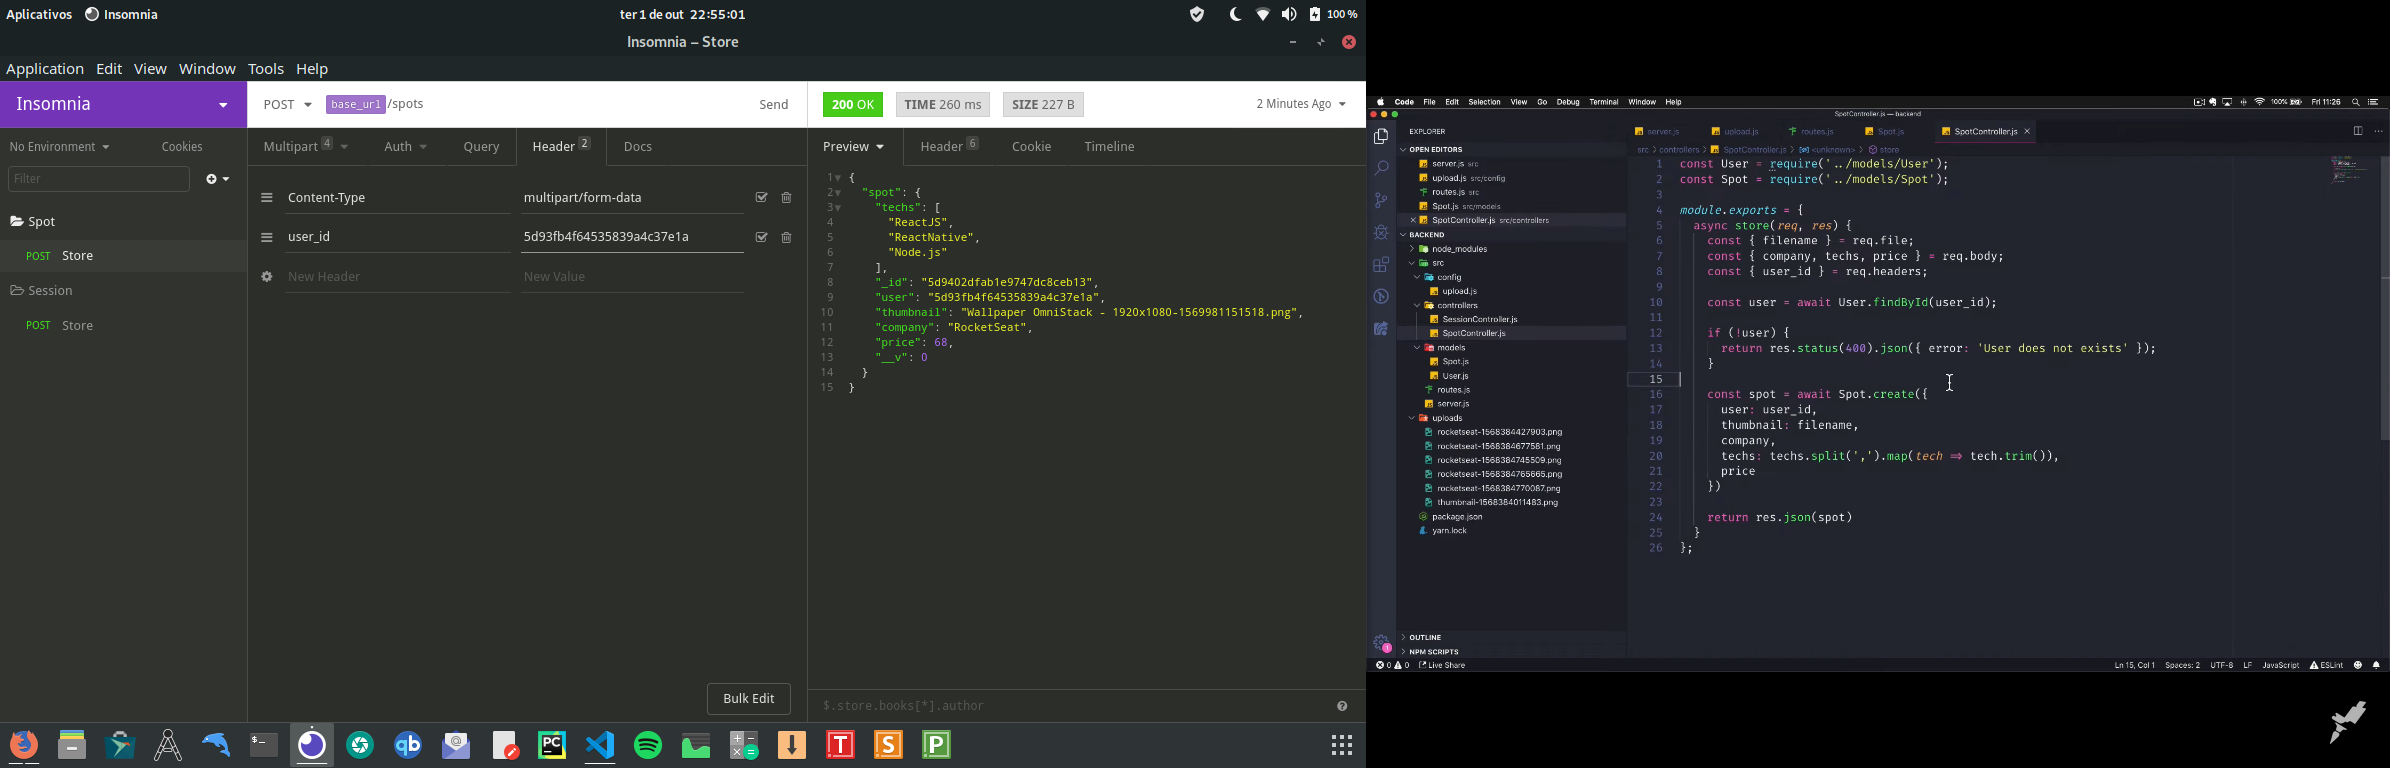 Aplicativos Insomnia ter 1 de out 22:55:01 100 %
Insomnia – Store
Application Edit View Window Tools Help
Insomnia
No Environment Cookies
Filter
Spot
POST Store
Session
POST Store
POST base_url /spots Send
Multipart 4 Auth Query Header 2 Docs
Content-Type multipart/form-data
user_id 5d93fb4f64535839a4c37e1a
New Header New Value
Bulk Edit
200 OK TIME 260 ms SIZE 227 B 2 Minutes Ago
Preview Header 6 Cookie Timeline
1 {
2 "spot": {
3 "techs": [
4 "ReactJS",
5 "ReactNative",
6 "Node.js"
7 ],
8 "_id": "5d9402dfab1e9747dc8ceb13",
9 "user": "5d93fb4f64535839a4c37e1a",
10 "thumbnail": "Wallpaper OmniStack - 1920x1080-1569981151518.png",
11 "company": "RocketSeat",
12 "price": 68,
13 "__v": 0
14 }
15 }
$.store.books[*].author
qb
PC
T
S
P
Code File Edit Selection View Go Debug Terminal Window Help 100% Fri 11:26
SpotController.js — backend
EXPLORER
OPEN EDITORS
server.js src
upload.js src/config
routes.js src
Spot.js src/models
SpotController.js src/controllers
BACKEND
node_modules
src
config
upload.js
controllers
SessionController.js
SpotController.js
models
Spot.js
User.js
routes.js
server.js
uploads
rocketseat-1568384427903.png
rocketseat-1568384677581.png
rocketseat-1568384745509.png
rocketseat-1568384765665.png
rocketseat-1568384770087.png
thumbnail-1568384011483.png
package.json
yarn.lock
OUTLINE
NPM SCRIPTS
server.js upload.js routes.js Spot.js SpotController.js
src > controllers > SpotController.js > <unknown> > store
1 const User = require('../models/User');
2 const Spot = require('../models/Spot');
3
4 module.exports = {
5 async store(req, res) {
6 const { filename } = req.file;
7 const { company, techs, price } = req.body;
8 const { user_id } = req.headers;
9
10 const user = await User.findById(user_id);
11
12 if (!user) {
13 return res.status(400).json({ error: 'User does not exists' });
14 }
15
16 const spot = await Spot.create({
17 user: user_id,
18 thumbnail: filename,
19 company,
20 techs: techs.split(',').map(tech ⇒ tech.trim()),
21 price
22 })
23
24 return res.json(spot)
25 }
26 };
0 0 Live Share Ln 15, Col 1 Spaces: 2 UTF-8 LF JavaScript ESLint